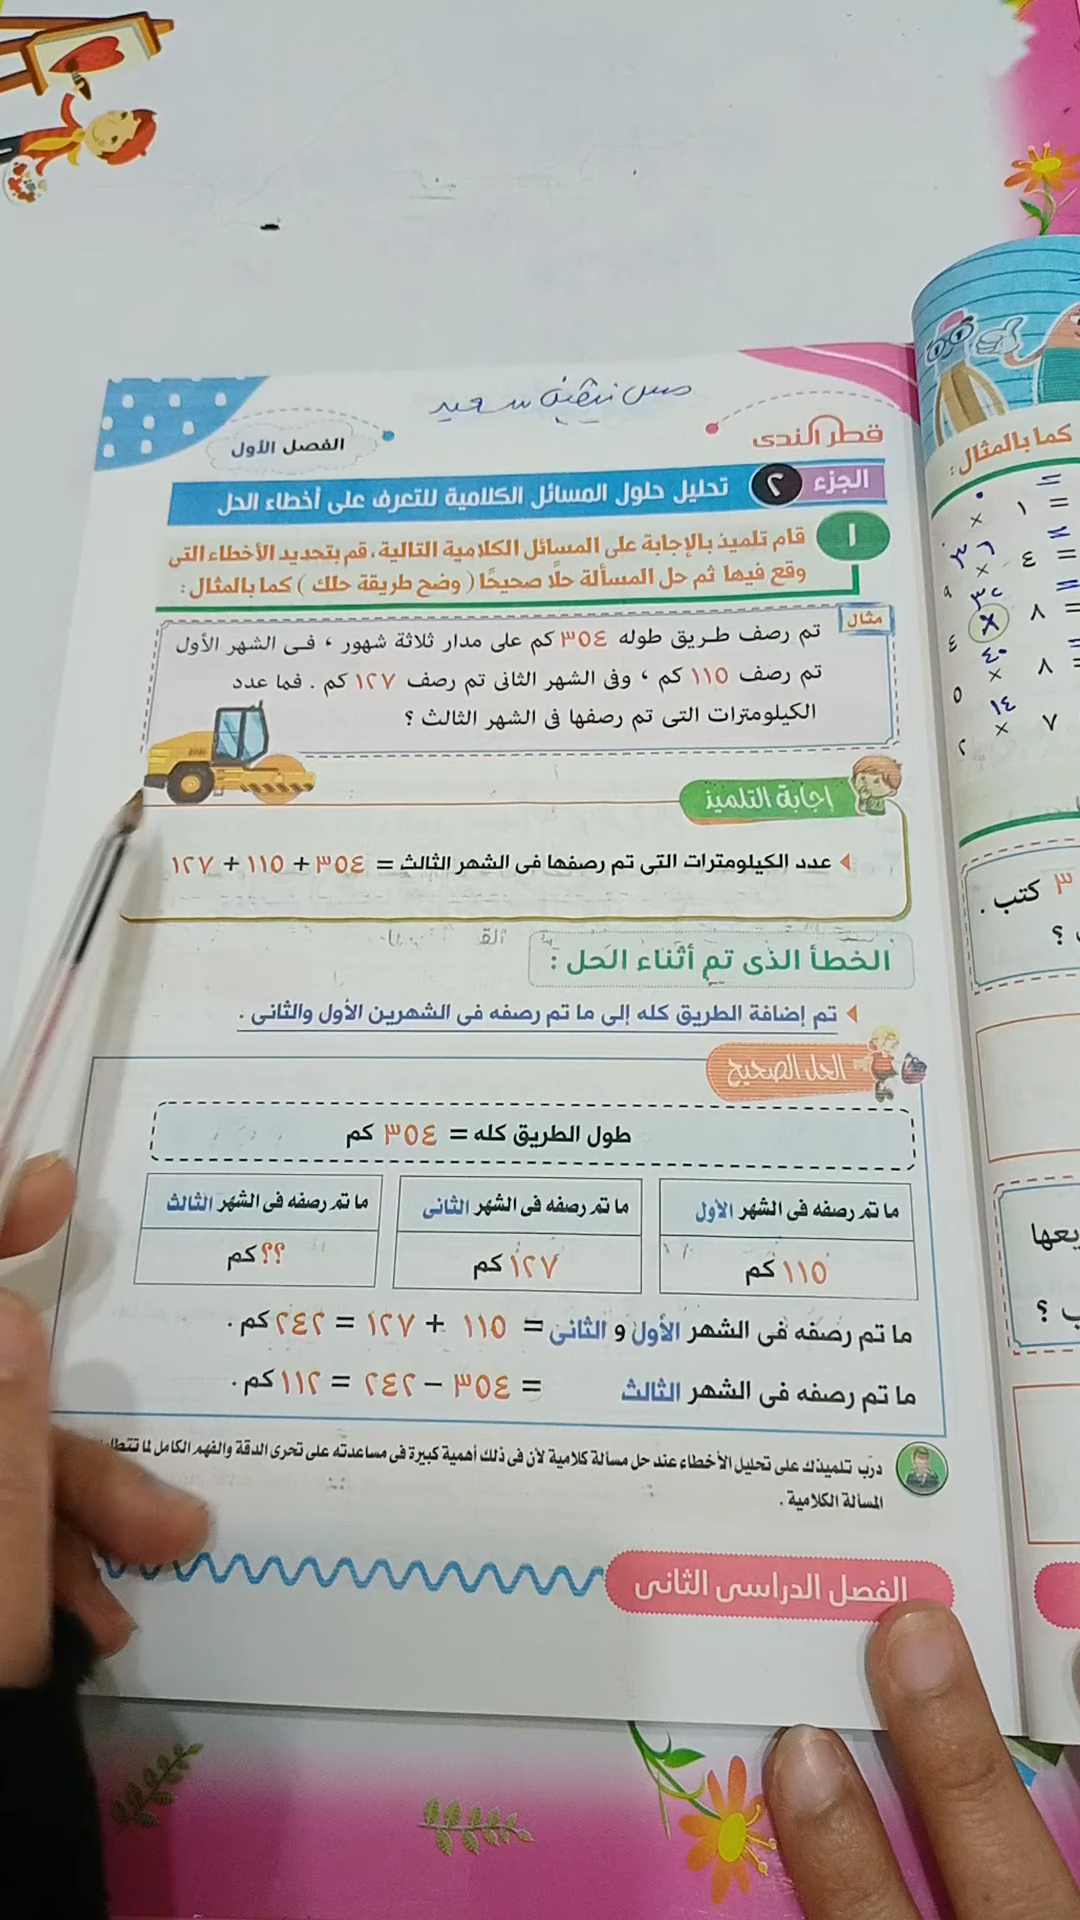 ميس نيفين سعيد
قطر الندى
الفصل الأول
الجزء ٢ تحليل حلول المسائل الكلامية للتعرف على أخطاء الحل
١ قام تلميذ بالإجابة على المسائل الكلامية التالية، قم بتحديد الأخطاء التى
وقع فيها ثم حل المسألة حلًا صحيحًا ( وضح طريقة حلك ) كما بالمثال :
مثال
تم رصف طريق طوله ٣٥٤ كم على مدار ثلاثة شهور ، فى الشهر الأول
تم رصف ١١٥ كم ، وفى الشهر الثانى تم رصف ١٢٧ كم . فما عدد
الكيلومترات التى تم رصفها فى الشهر الثالث ؟
إجابة التلميذ
عدد الكيلومترات التى تم رصفها فى الشهر الثالث = ٣٥٤ + ١١٥ + ١٢٧
الخطأ الذى تم أثناء الحل :
تم إضافة الطريق كله إلى ما تم رصفه فى الشهرين الأول والثانى .
الحل الصحيح
طول الطريق كله = ٣٥٤ كم
ما تم رصفه فى الشهر الأول ما تم رصفه فى الشهر الثانى ما تم رصفه فى الشهر الثالث
١١٥ كم ١٢٧ كم ؟؟ كم
ما تم رصفه فى الشهر الأول و الثانى = ١١٥ + ١٢٧ = ٢٤٢ كم .
ما تم رصفه فى الشهر الثالث = ٣٥٤ – ٢٤٢ = ١١٢ كم .
درّب تلميذك على تحليل الأخطاء عند حل مسألة كلامية لأن فى ذلك أهمية كبيرة فى مساعدته على تحرى الدقة والفهم الكامل لما
المسألة الكلامية .
الفصل الدراسى الثانى
كما بالمثال :
= ١ ×
= ٤ ×
= ٨ ×
= ٨ ×
= ٧ ×
٣ كتب .
؟
؟